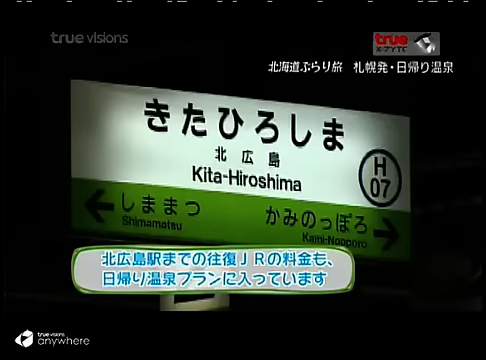 true visions
true
X-ZYTE
北海道ぶらり旅 札幌発・日帰り温泉
きたひろしま
北広島
Kita-Hiroshima
H
07
しままつ
Shimamatsu
かみのっぽろ
Kami-Nopporo
北広島駅までの往復JRの料金も、
日帰り温泉プランに入っています
true visions
anywhere